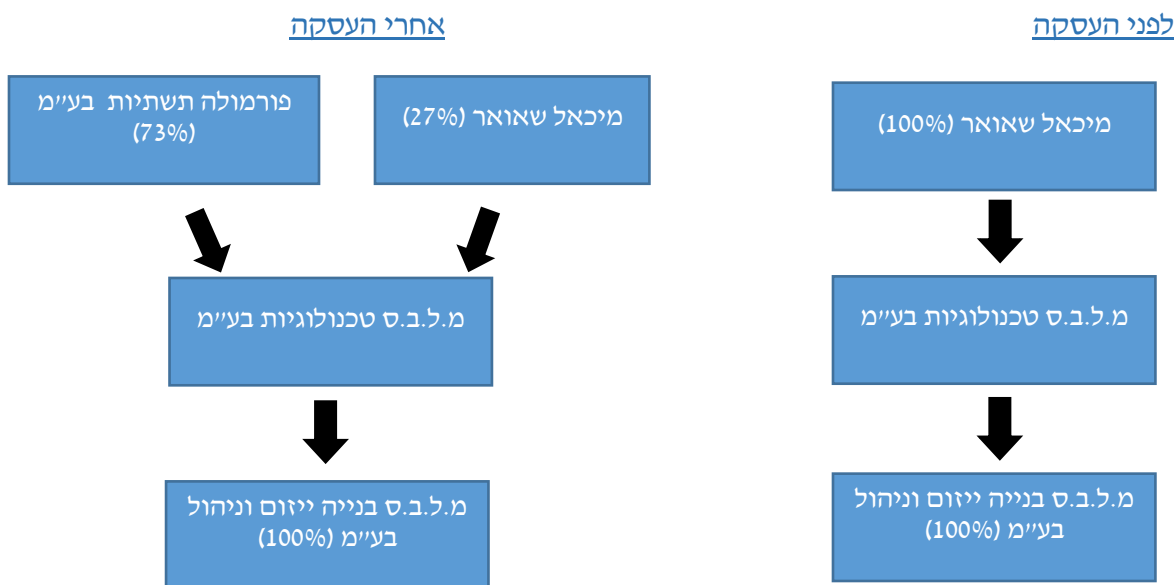 לפני העסקה
מיכאל שאואר (100%)
מ.ל.ב.ס טכנולוגיות בע״מ
מ.ל.ב.ס בנייה ייזום וניהול
בע״מ (100%)
אחרי העסקה
מיכאל שאואר (27%)
פורמולה תשתיות בע״מ
(73%)
מ.ל.ב.ס טכנולוגיות בע״מ
מ.ל.ב.ס בנייה ייזום וניהול
בע״מ (100%)